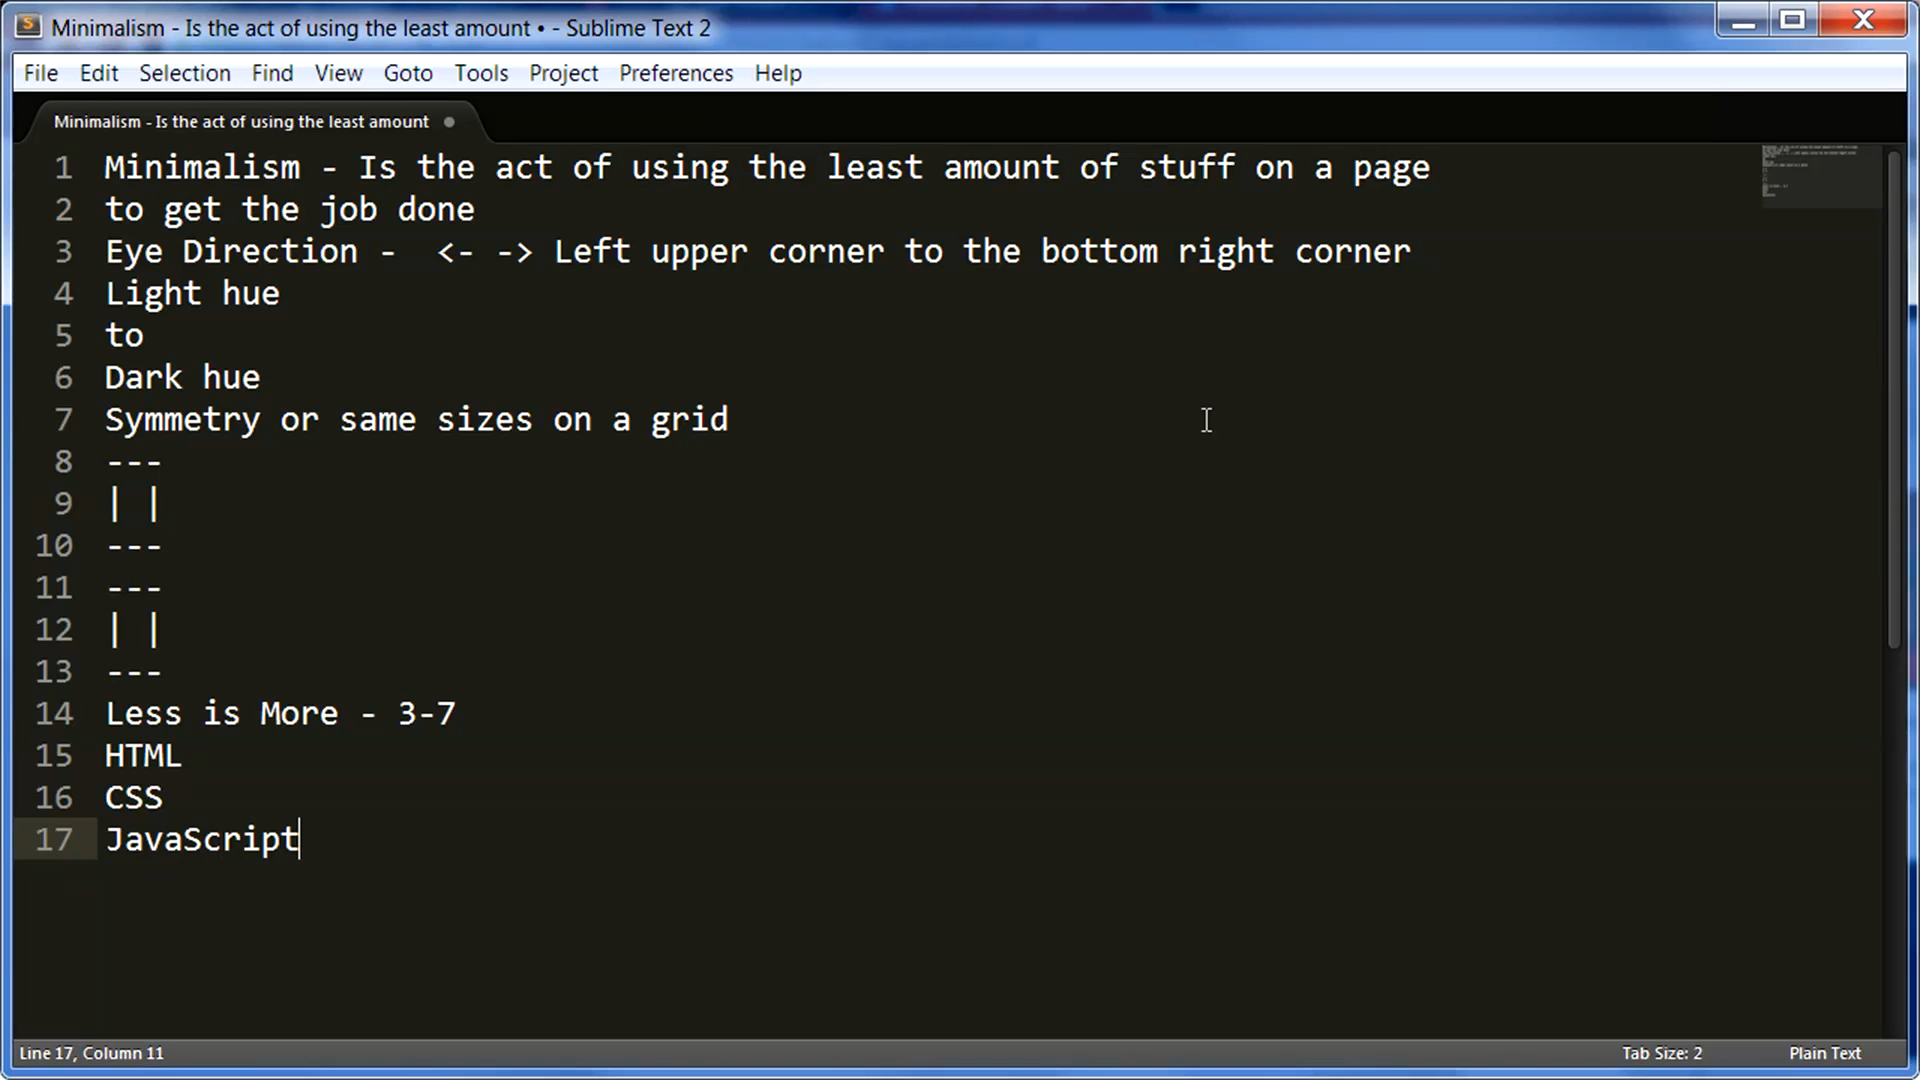 Minimalism - Is the act of using the least amount • - Sublime Text 2
File Edit Selection Find View Goto Tools Project Preferences Help
Minimalism - Is the act of using the least amount
1 Minimalism - Is the act of using the least amount of stuff on a page
2 to get the job done
3 Eye Direction -  <- -> Left upper corner to the bottom right corner
4 Light hue
5 to
6 Dark hue
7 Symmetry or same sizes on a grid
8 ---
9 | |
10 ---
11 ---
12 | |
13 ---
14 Less is More - 3-7
15 HTML
16 CSS
17 JavaScript
Line 17, Column 11 Tab Size: 2 Plain Text